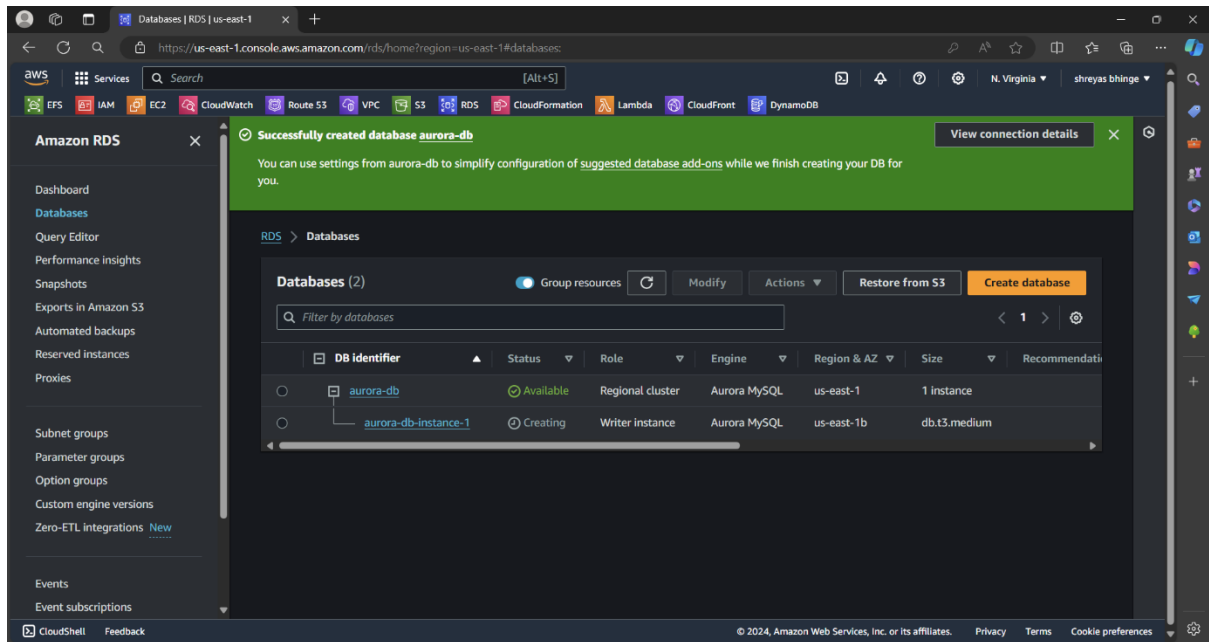 Databases | RDS | us-east-1
https://us-east-1.console.aws.amazon.com/rds/home?region=us-east-1#databases:
aws Services Search [Alt+S] N. Virginia ▼ shreyas bhinge ▼
EFS IAM EC2 CloudWatch Route 53 VPC S3 RDS CloudFormation Lambda CloudFront DynamoDB
Amazon RDS
Dashboard
Databases
Query Editor
Performance insights
Snapshots
Exports in Amazon S3
Automated backups
Reserved instances
Proxies
Subnet groups
Parameter groups
Option groups
Custom engine versions
Zero-ETL integrations New
Events
Event subscriptions
Successfully created database aurora-db
View connection details
You can use settings from aurora-db to simplify configuration of suggested database add-ons while we finish creating your DB for
you.
RDS > Databases
Databases (2) Group resources Modify Actions ▼ Restore from S3 Create database
Filter by databases
< 1 >
DB identifier Status Role Engine Region & AZ Size Recommendati
aurora-db Available Regional cluster Aurora MySQL us-east-1 1 instance
aurora-db-instance-1 Creating Writer instance Aurora MySQL us-east-1b db.t3.medium
CloudShell Feedback © 2024, Amazon Web Services, Inc. or its affiliates. Privacy Terms Cookie preferences